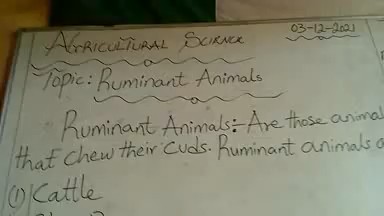 AGRICULTURAL SCIENCE
03-12-2021
Topic: Ruminant Animals
Ruminant Animals:- Are those animal
that chew their cuds. Ruminant animals a
(1) Cattle